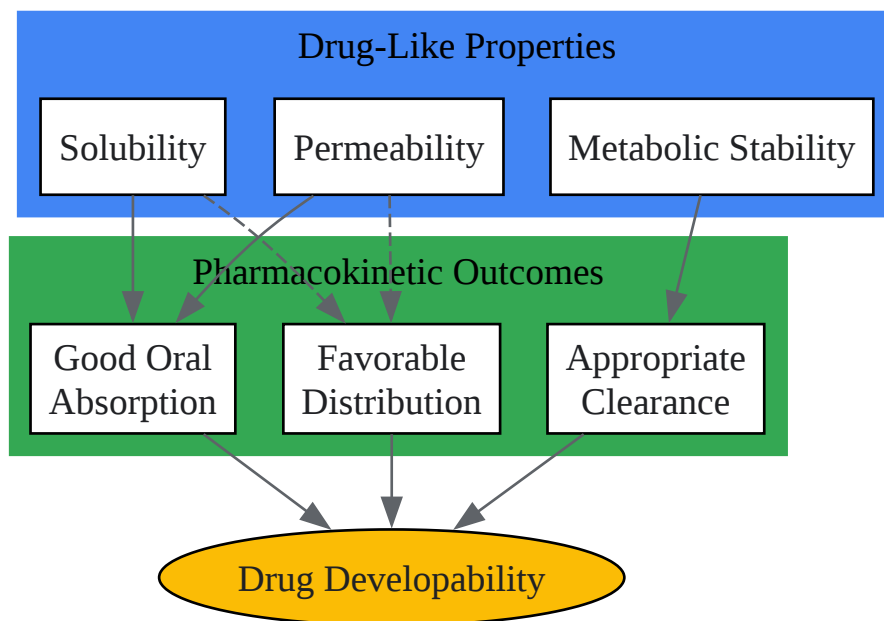 Drug-Like Properties
Solubility
Permeability
Metabolic Stability
Pharmacokinetic Outcomes
Good Oral
Absorption
Favorable
Distribution
Appropriate
Clearance
Drug Developability